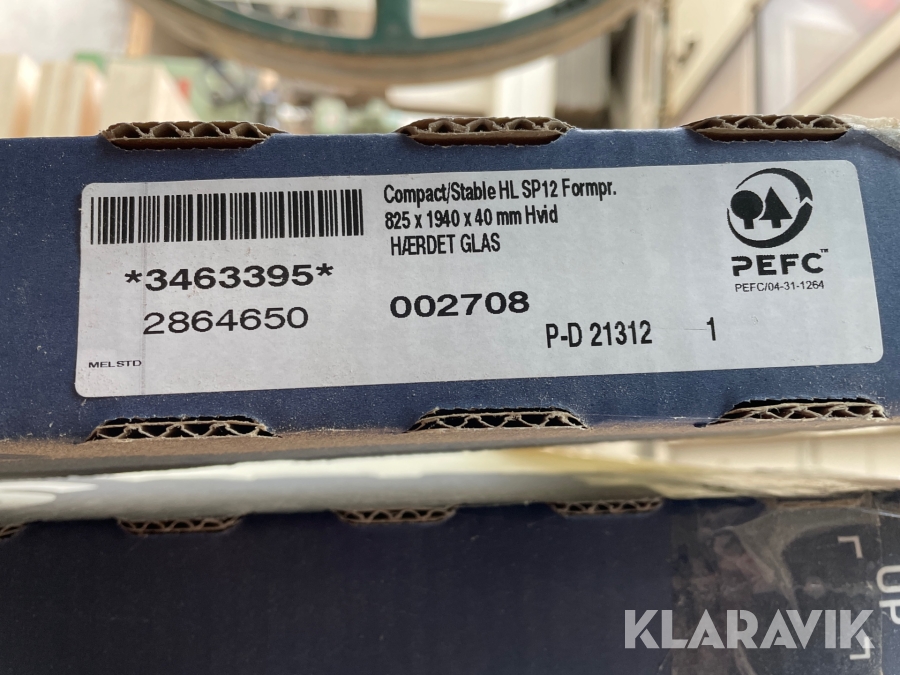 Compact/Stable HL SP12 Formpr.
825 x 1940 x 40 mm Hvid
HÆRDET GLAS
*3463395*
2864650
002708
P-D 21312 1
MELSTD
PEFC™
PEFC/04-31-1264
UP
KLARAVIK